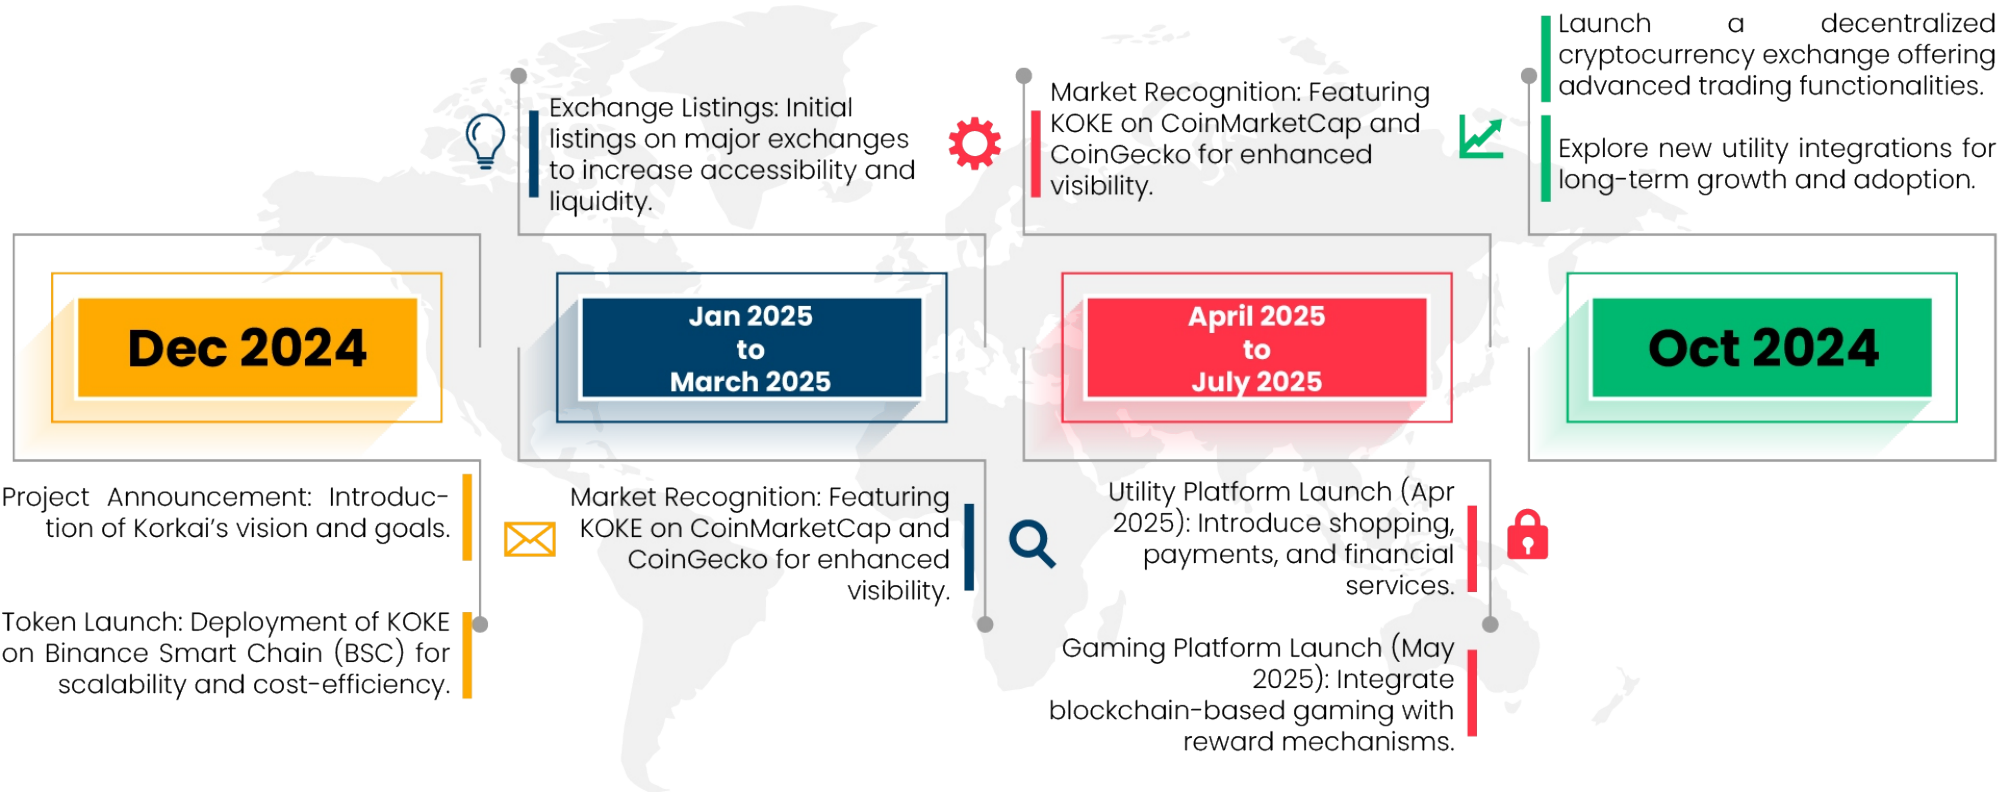 Dec 2024
Project Announcement: Introduc-
tion of Korkai’s vision and goals.
Token Launch: Deployment of KOKE
on Binance Smart Chain (BSC) for
scalability and cost-efficiency.
Exchange Listings: Initial
listings on major exchanges
to increase accessibility and
liquidity.
Jan 2025
to
March 2025
Market Recognition: Featuring
KOKE on CoinMarketCap and
CoinGecko for enhanced
visibility.
Market Recognition: Featuring
KOKE on CoinMarketCap and
CoinGecko for enhanced
visibility.
April 2025
to
July 2025
Utility Platform Launch (Apr
2025): Introduce shopping,
payments, and financial
services.
Gaming Platform Launch (May
2025): Integrate
blockchain-based gaming with
reward mechanisms.
Launch a decentralized
cryptocurrency exchange offering
advanced trading functionalities.
Explore new utility integrations for
long-term growth and adoption.
Oct 2024